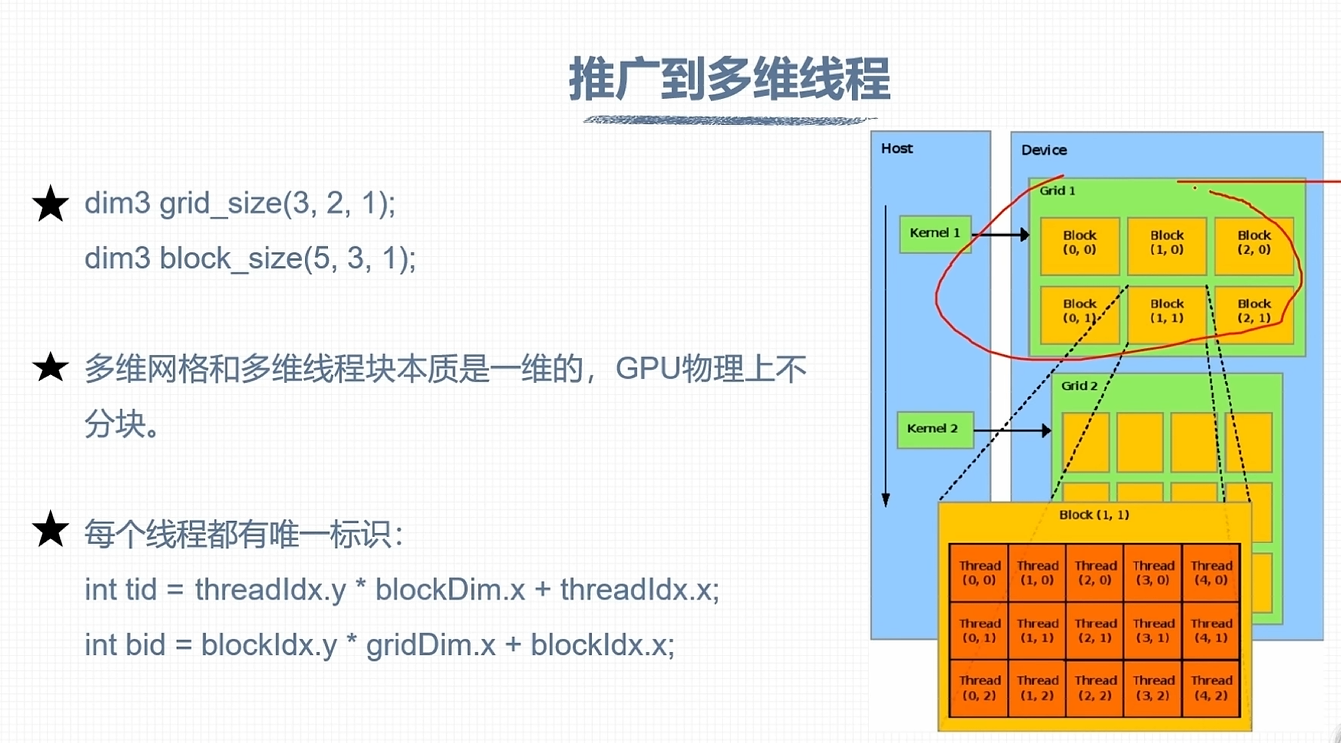 推广到多维线程
dim3 grid_size(3, 2, 1);
dim3 block_size(5, 3, 1);
多维网格和多维线程块本质是一维的，GPU物理上不
分块。
每个线程都有唯一标识：
int tid = threadIdx.y * blockDim.x + threadIdx.x;
int bid = blockIdx.y * gridDim.x + blockIdx.x;
Host
Device
Grid 1
Kernel 1
Block
(0, 0)
Block
(1, 0)
Block
(2, 0)
Block
(0, 1)
Block
(1, 1)
Block
(2, 1)
Grid 2
Kernel 2
Block (1, 1)
Thread
(0, 0)
Thread
(1, 0)
Thread
(2, 0)
Thread
(3, 0)
Thread
(4, 0)
Thread
(0, 1)
Thread
(1, 1)
Thread
(2, 1)
Thread
(3, 1)
Thread
(4, 1)
Thread
(0, 2)
Thread
(1, 2)
Thread
(2, 2)
Thread
(3, 2)
Thread
(4, 2)